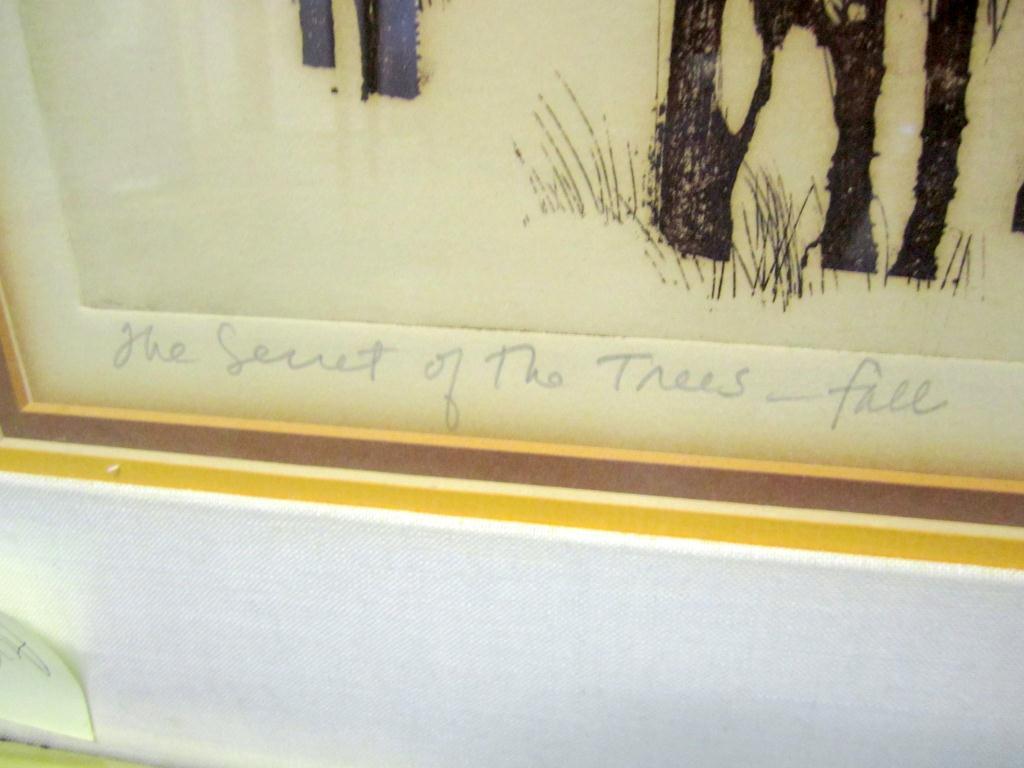 The Secret of The Trees - fall